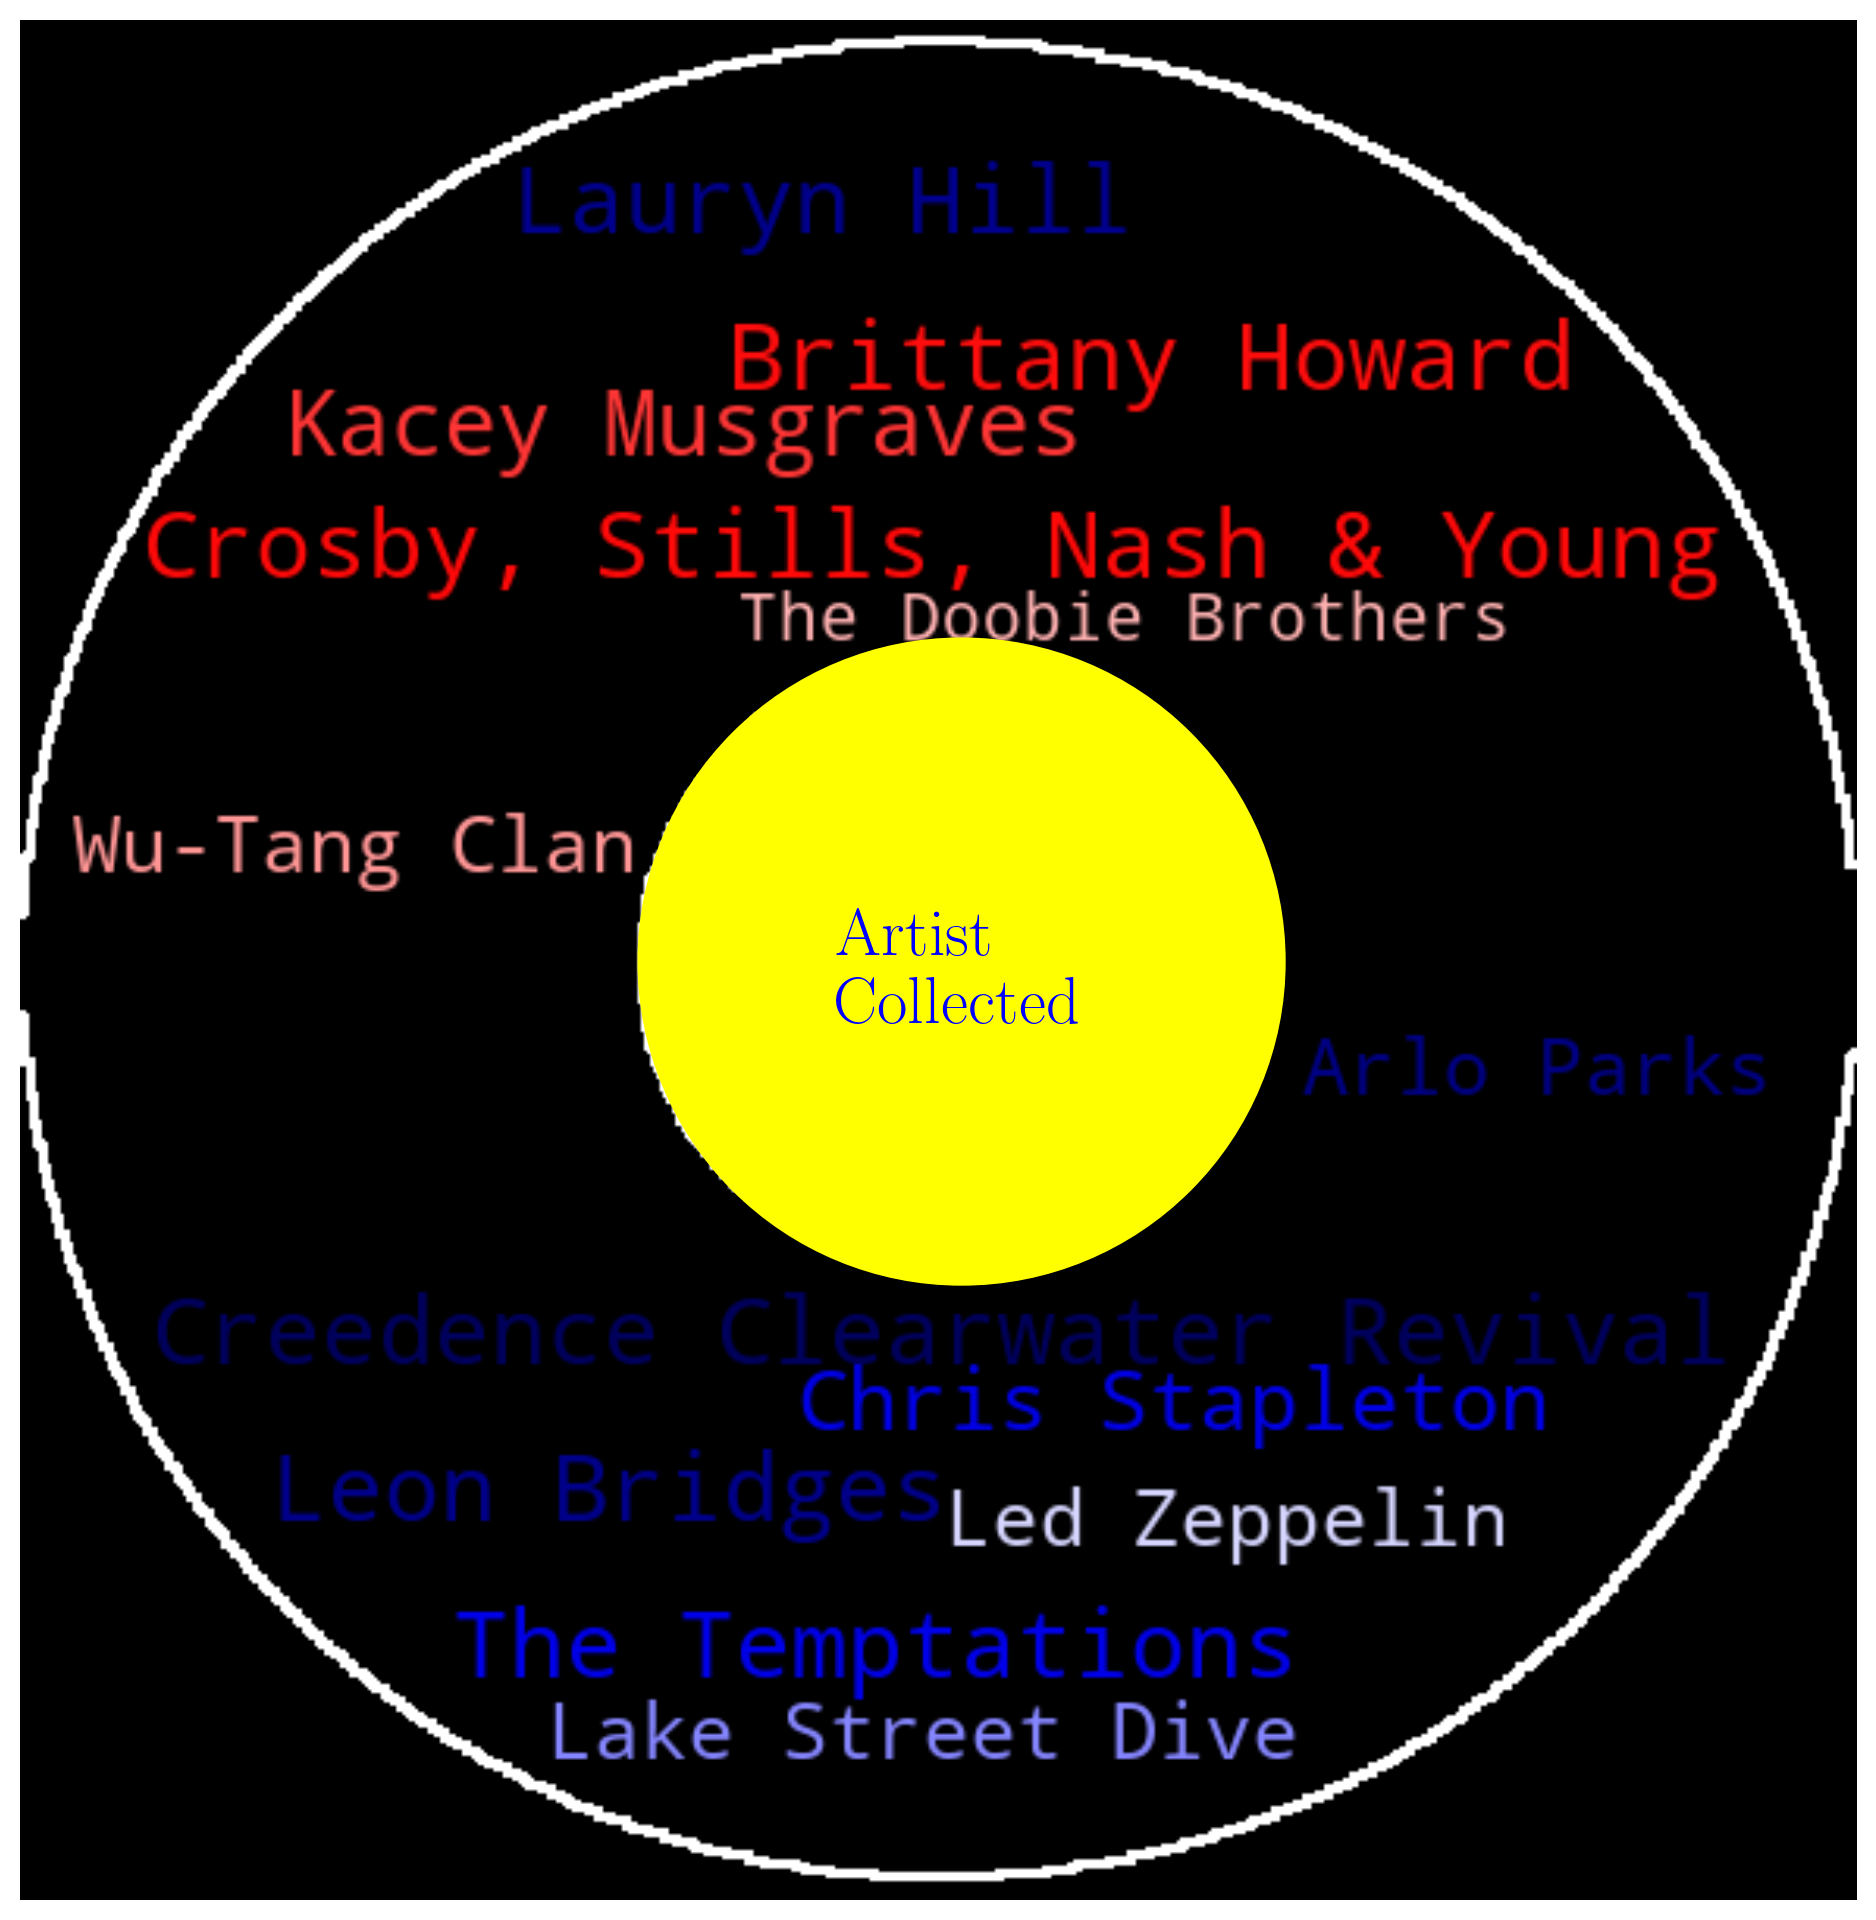 Lauryn Hill
Brittany Howard
Kacey Musgraves
Crosby, Stills, Nash & Young
The Doobie Brothers
Wu-Tang Clan
Artist
Collected
Arlo Parks
Creedence Clearwater Revival
Chris Stapleton
Leon Bridges
Led Zeppelin
The Temptations
Lake Street Dive